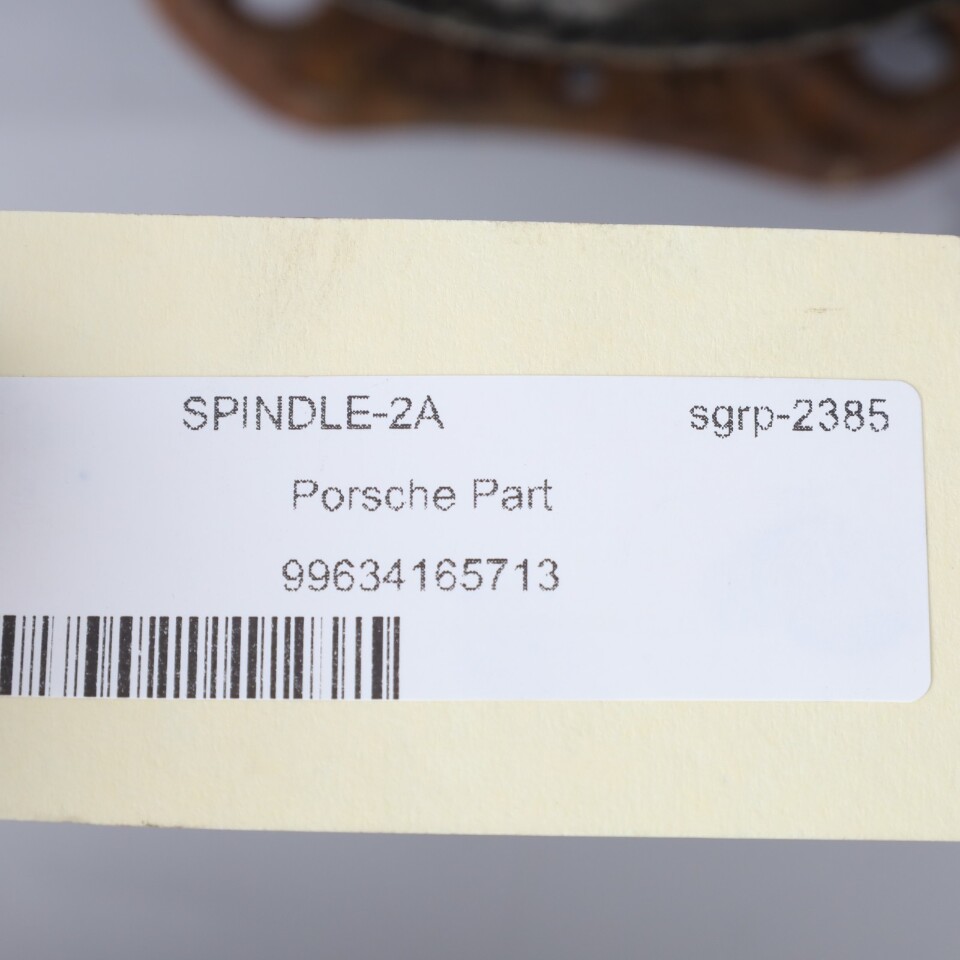 SPINDLE-2A sgrp-2385
Porsche Part
99634165713